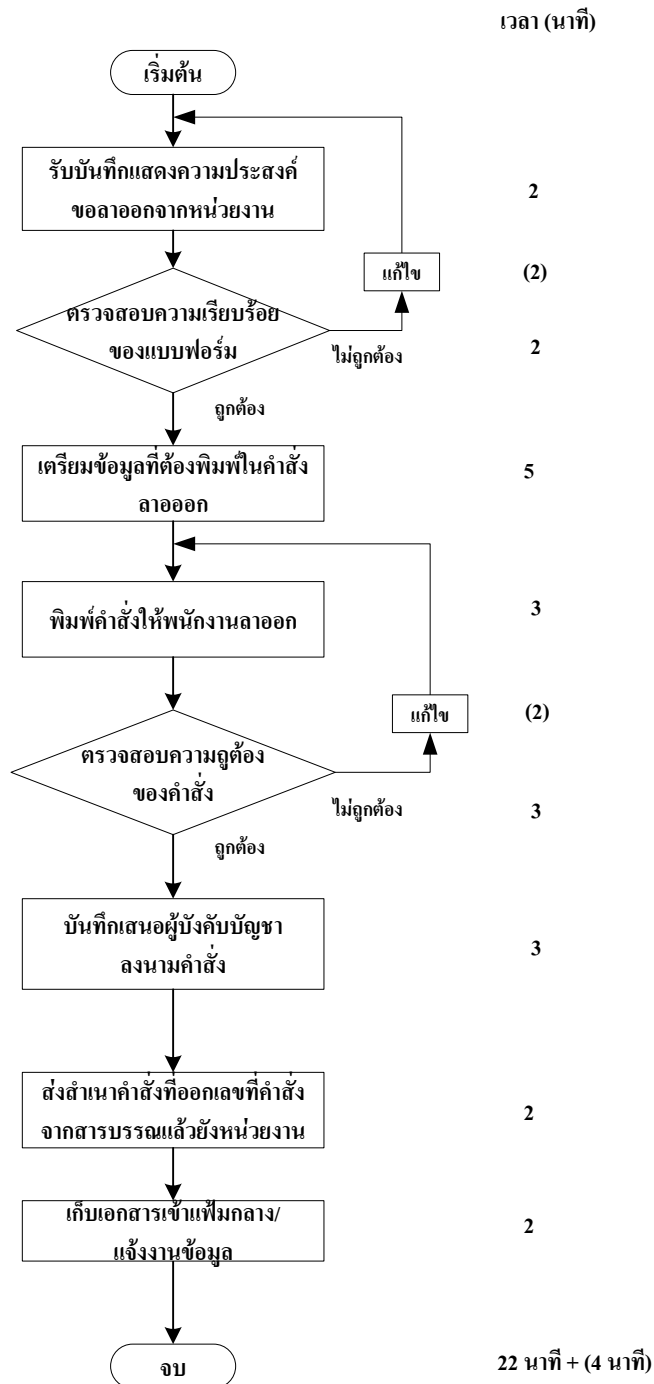 เวลา (นาที)
เริ่มต้น
รับบันทึกแสดงความประสงค์
ขอลาออกจากหน่วยงาน
2
แก้ไข
(2)
ตรวจสอบความเรียบร้อย
ของแบบฟอร์ม
ไม่ถูกต้อง
2
ถูกต้อง
เตรียมข้อมูลที่ต้องพิมพ์ในคำสั่ง
ลาอออก
5
พิมพ์คำสั่งให้พนักงานลาออก
3
แก้ไข
(2)
ตรวจสอบความถูต้อง
ของคำสั่ง
ไม่ถูกต้อง
3
ถูกต้อง
บันทึกเสนอผู้บังคับบัญชา
ลงนามคำสั่ง
3
ส่งสำเนาคำสั่งที่ออกเลขที่คำสั่ง
จากสารบรรณแล้วยังหน่วยงาน
2
เก็บเอกสารเข้าแฟ้มกลาง/
แจ้งงานข้อมูล
2
จบ
22 นาที + (4 นาที)